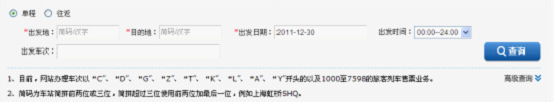 单程 往返
*出发地：简码/汉字 *目的地：简码/汉字 *出发日期：2011-12-30 出发时间：00:00--24:00
出发车次：
查询
1、目前，网站办理车次以“C”、“D”、“G”、“Z”、“T”、“K”、“L”、“A”、“Y”开头的以及1000至7598的旅客列车售票业务。 高级查询
2、简码为车站简拼前两位或三位，简拼超过三位使用前两位加最后一位，例如上海虹桥SHQ。